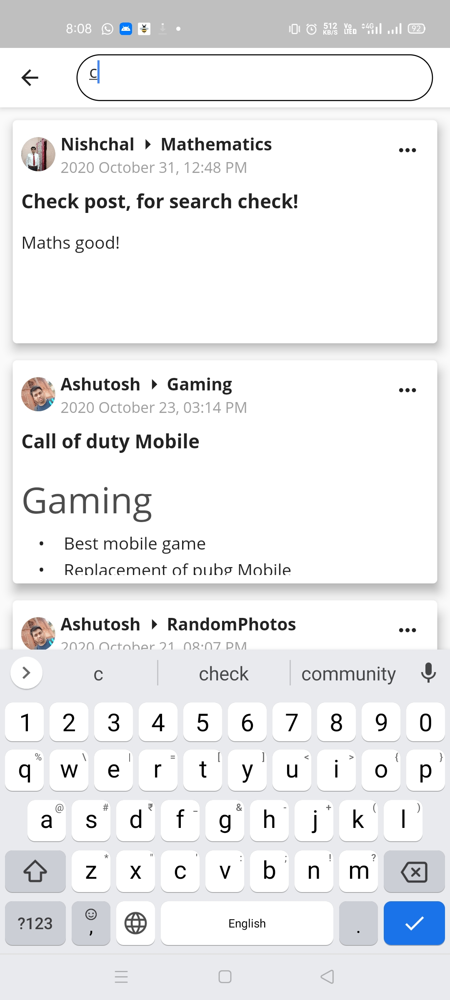 8:08 512 KB/S Vo LTED 4G 92
c
Nishchal Mathematics
2020 October 31, 12:48 PM
Check post, for search check!
Maths good!
Ashutosh Gaming
2020 October 23, 03:14 PM
Call of duty Mobile
Gaming
• Best mobile game
• Replacement of pubg Mobile
Ashutosh RandomPhotos
2020 October 21, 08:07 PM
c check community
1 2 3 4 5 6 7 8 9 0
% \ | = [ ] < > { }
q w e r t y u i o p
@ # ₹ _ & - + ( )
a s d f g h j k l
* " ' : ; ! ?
z x c v b n m
?123 , English .